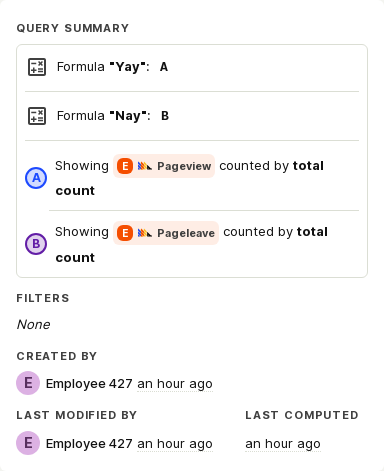 QUERY SUMMARY
Formula "Yay": A
Formula "Nay": B
A Showing E Pageview counted by total
count
B Showing E Pageleave counted by total
count
FILTERS
None
CREATED BY
E Employee 427 an hour ago
LAST MODIFIED BY LAST COMPUTED
E Employee 427 an hour ago an hour ago